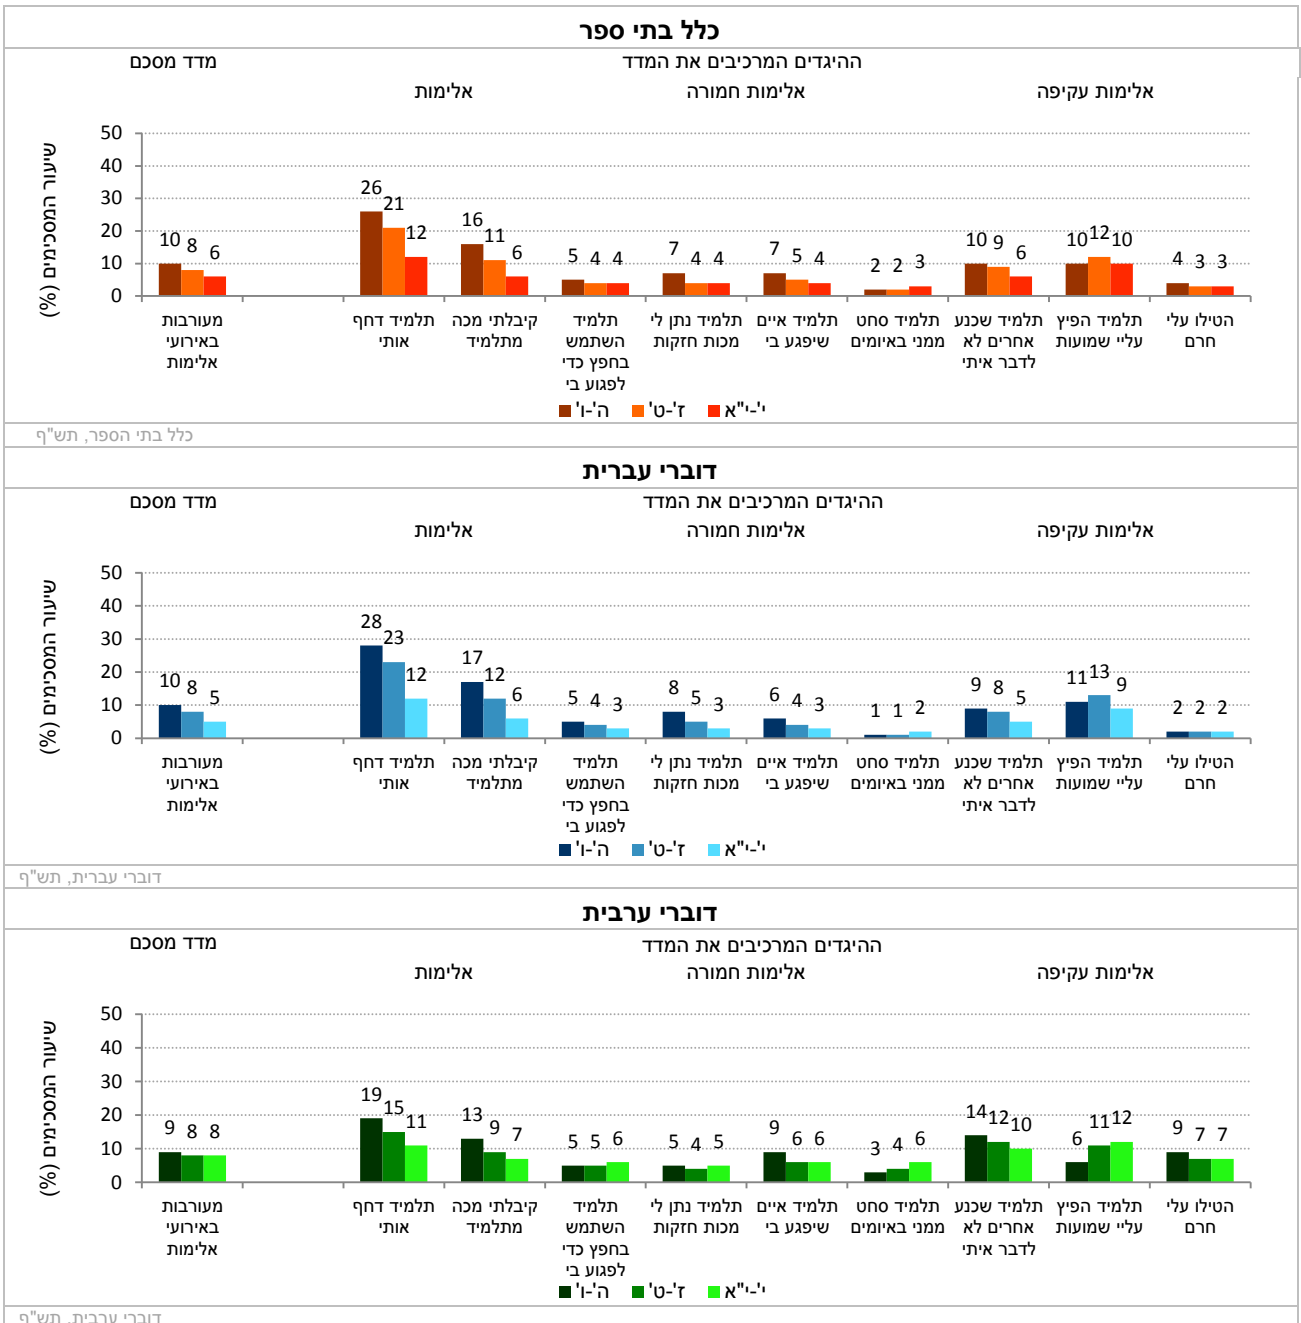 כלל בתי ספר
ההיגדים המרכיבים את המדד
מדד מסכם
אלימות עקיפה
אלימות חמורה
אלימות
שיעור המסכימים (%)
50
40
30
20
10
0
10 8 6
26 21 12
16 11 6
5 4 4
7 4 4
7 5 4
2 2 3
10 9 6
10 12 10
4 3 3
מעורבות
באירועי
אלימות
תלמיד דחף
אותי
קיבלתי מכה
מתלמיד
תלמיד
השתמש
בחפץ כדי
לפגוע בי
תלמיד נתן לי
מכות חזקות
תלמיד איים
שיפגע בי
תלמיד סחט
ממני באיומים
תלמיד שכנע
אחרים לא
לדבר איתי
תלמיד הפיץ
עליי שמועות
הטילו עלי
חרם
ה'-ו' ז'-ט' י'-י"א
כלל בתי הספר, תש"ף
דוברי עברית
ההיגדים המרכיבים את המדד
מדד מסכם
אלימות עקיפה
אלימות חמורה
אלימות
שיעור המסכימים (%)
50
40
30
20
10
0
10 8 5
28 23 12
17 12 6
5 4 3
8 5 3
6 4 3
1 1 2
9 8 5
11 13 9
2 2 2
מעורבות
באירועי
אלימות
תלמיד דחף
אותי
קיבלתי מכה
מתלמיד
תלמיד
השתמש
בחפץ כדי
לפגוע בי
תלמיד נתן לי
מכות חזקות
תלמיד איים
שיפגע בי
תלמיד סחט
ממני באיומים
תלמיד שכנע
אחרים לא
לדבר איתי
תלמיד הפיץ
עליי שמועות
הטילו עלי
חרם
ה'-ו' ז'-ט' י'-י"א
דוברי עברית, תש"ף
דוברי ערבית
ההיגדים המרכיבים את המדד
מדד מסכם
אלימות עקיפה
אלימות חמורה
אלימות
שיעור המסכימים (%)
50
40
30
20
10
0
9 8 8
19 15 11
13 9 7
5 5 6
5 4 5
9 6 6
3 4 6
14 12 10
6 11 12
9 7 7
מעורבות
באירועי
אלימות
תלמיד דחף
אותי
קיבלתי מכה
מתלמיד
תלמיד
השתמש
בחפץ כדי
לפגוע בי
תלמיד נתן לי
מכות חזקות
תלמיד איים
שיפגע בי
תלמיד סחט
ממני באיומים
תלמיד שכנע
אחרים לא
לדבר איתי
תלמיד הפיץ
עליי שמועות
הטילו עלי
חרם
ה'-ו' ז'-ט' י'-י"א
דוברי ערבית, תש"ף